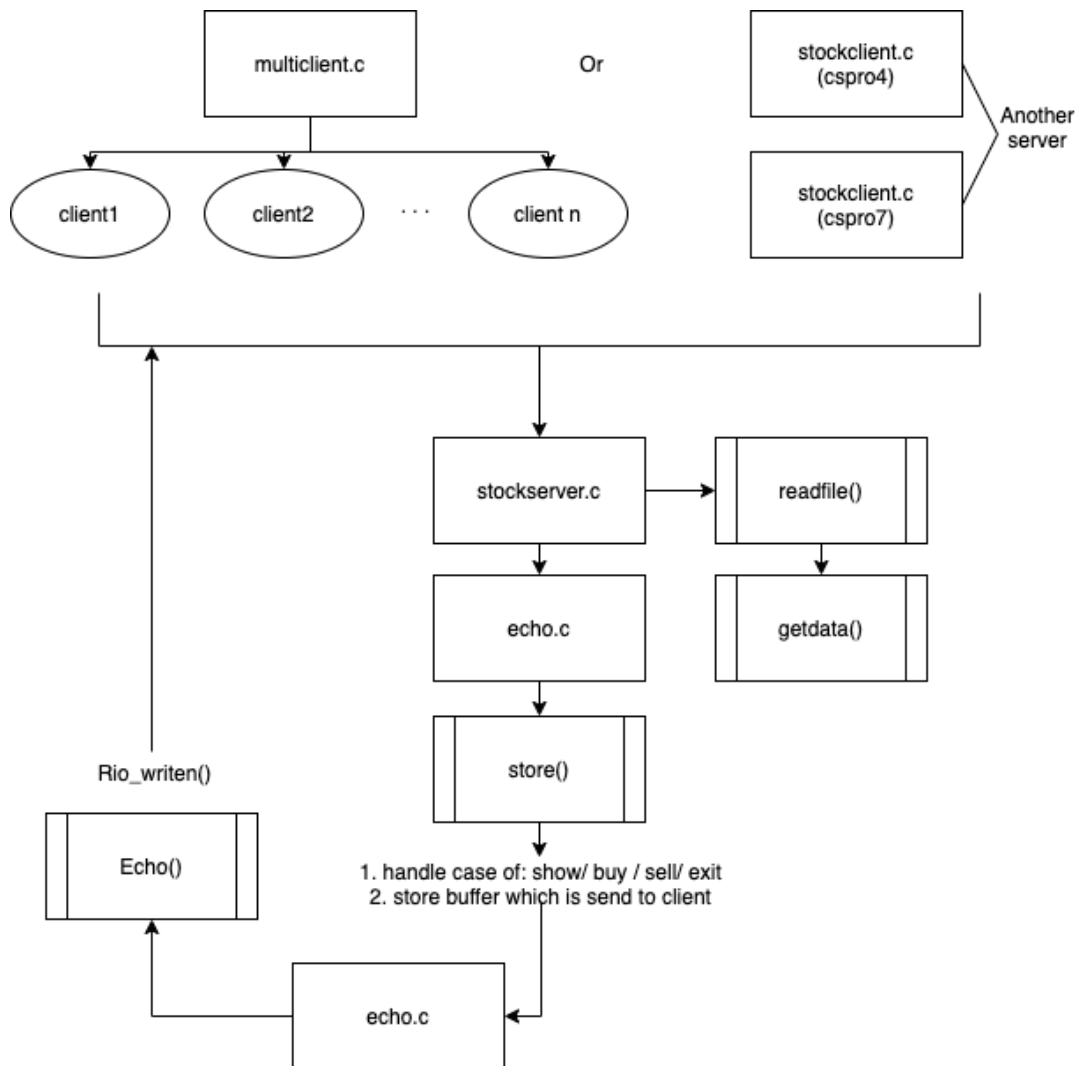 multiclient.c
Or
stockclient.c
(cspro4)
Another
server
client1
client2
. . .
client n
stockclient.c
(cspro7)
stockserver.c
readfile()
echo.c
getdata()
store()
Rio_writen()
Echo()
1. handle case of: show/ buy / sell/ exit
2. store buffer which is send to client
echo.c